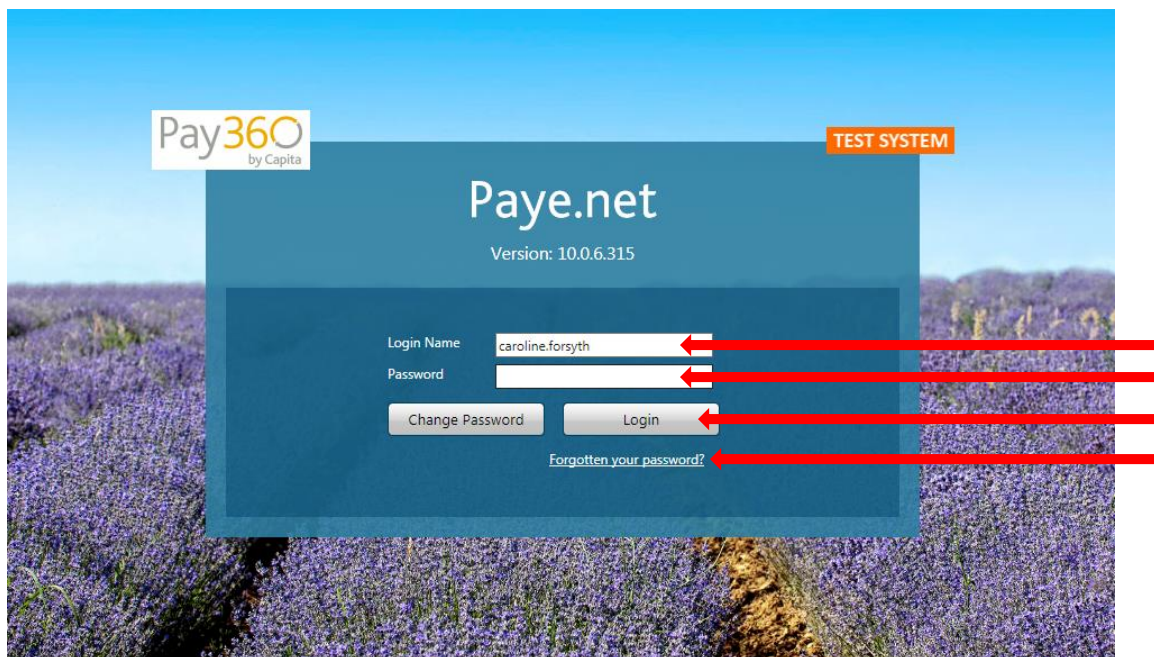 Pay360
by Capita
TEST SYSTEM
Paye.net
Version: 10.0.6.315
Login Name
caroline.forsyth
Password
Change Password
Login
Forgotten your password?